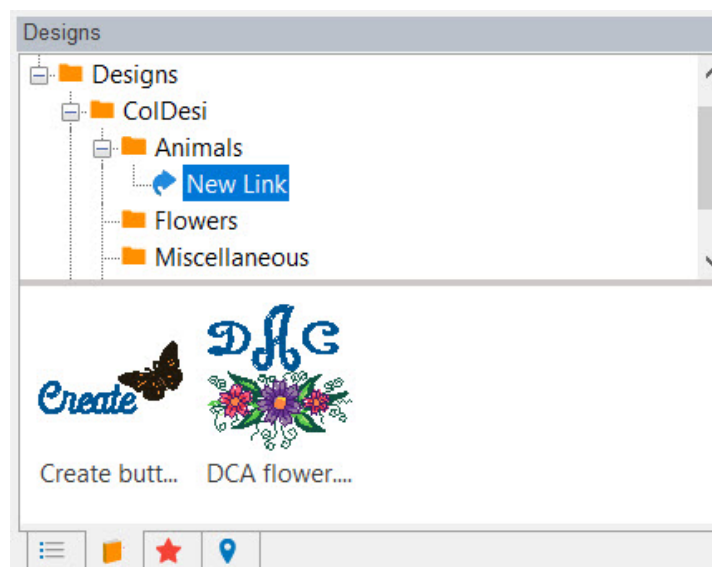 Designs
Designs
ColDesi
Animals
New Link
Flowers
Miscellaneous
DAC
Create
Create butt...
DCA flower....